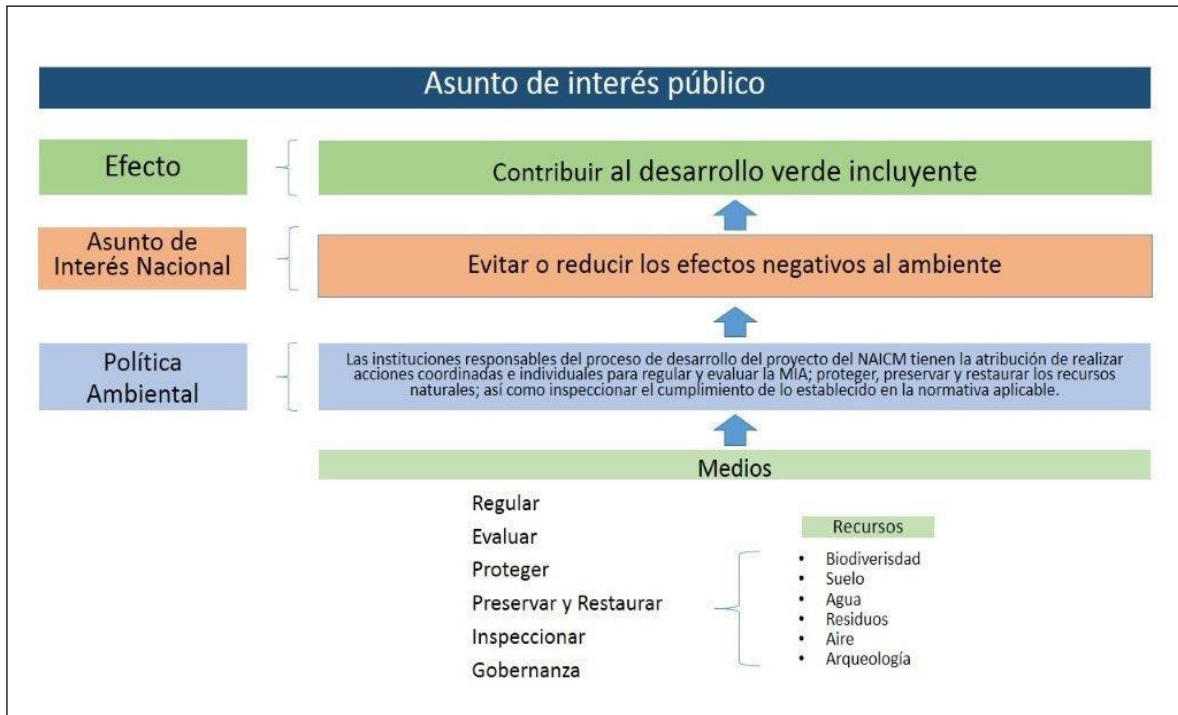 Asunto de interés público
Efecto
Contribuir al desarrollo verde incluyente
Asunto de
Interés Nacional
Evitar o reducir los efectos negativos al ambiente
Política
Ambiental
Las instituciones responsables del proceso de desarrollo del proyecto del NAICM tienen la atribución de realizar
acciones coordinadas e individuales para regular y evaluar la MIA; proteger, preservar y restaurar los recursos
naturales; así como inspeccionar el cumplimiento de lo establecido en la normativa aplicable.
Medios
Regular
Evaluar
Proteger
Preservar y Restaurar
Inspeccionar
Gobernanza
Recursos
• Biodiverisdad
• Suelo
• Agua
• Residuos
• Aire
• Arqueología